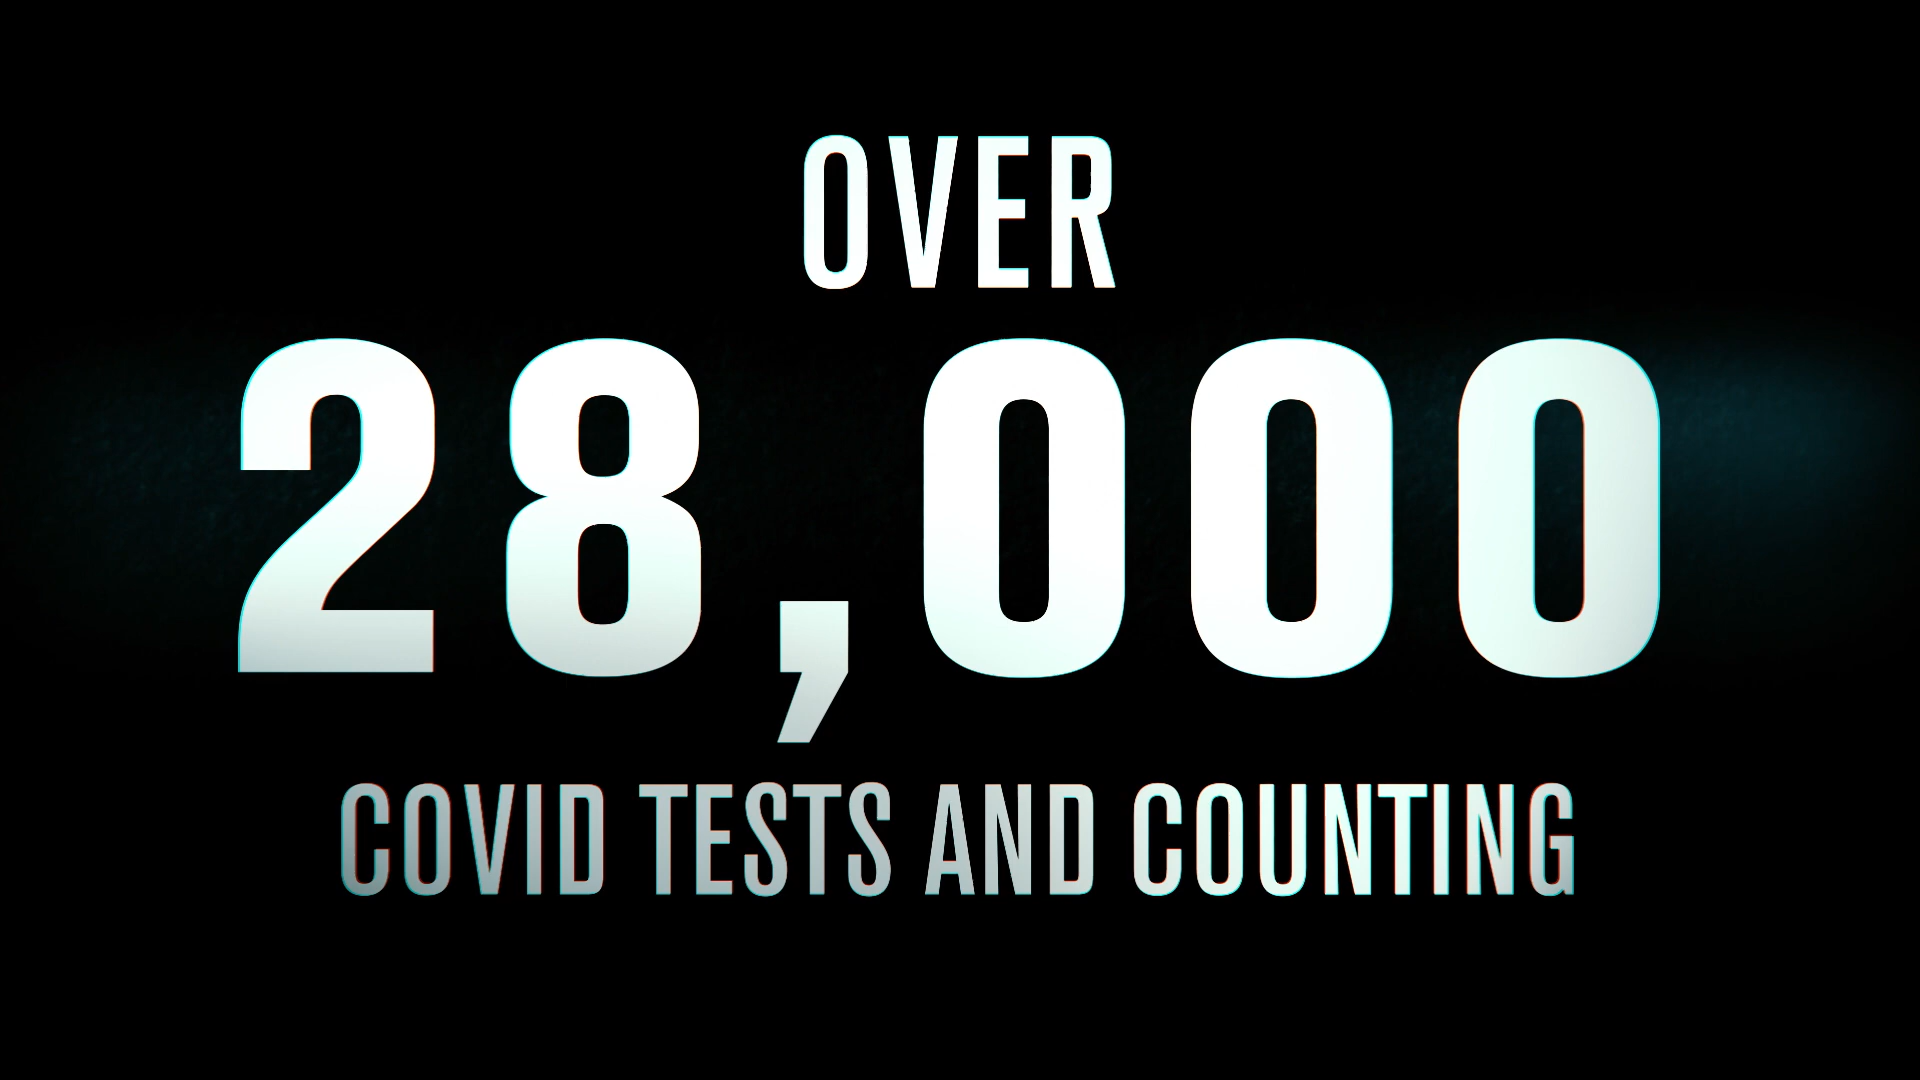 OVER
28,000
COVID TESTS AND COUNTING